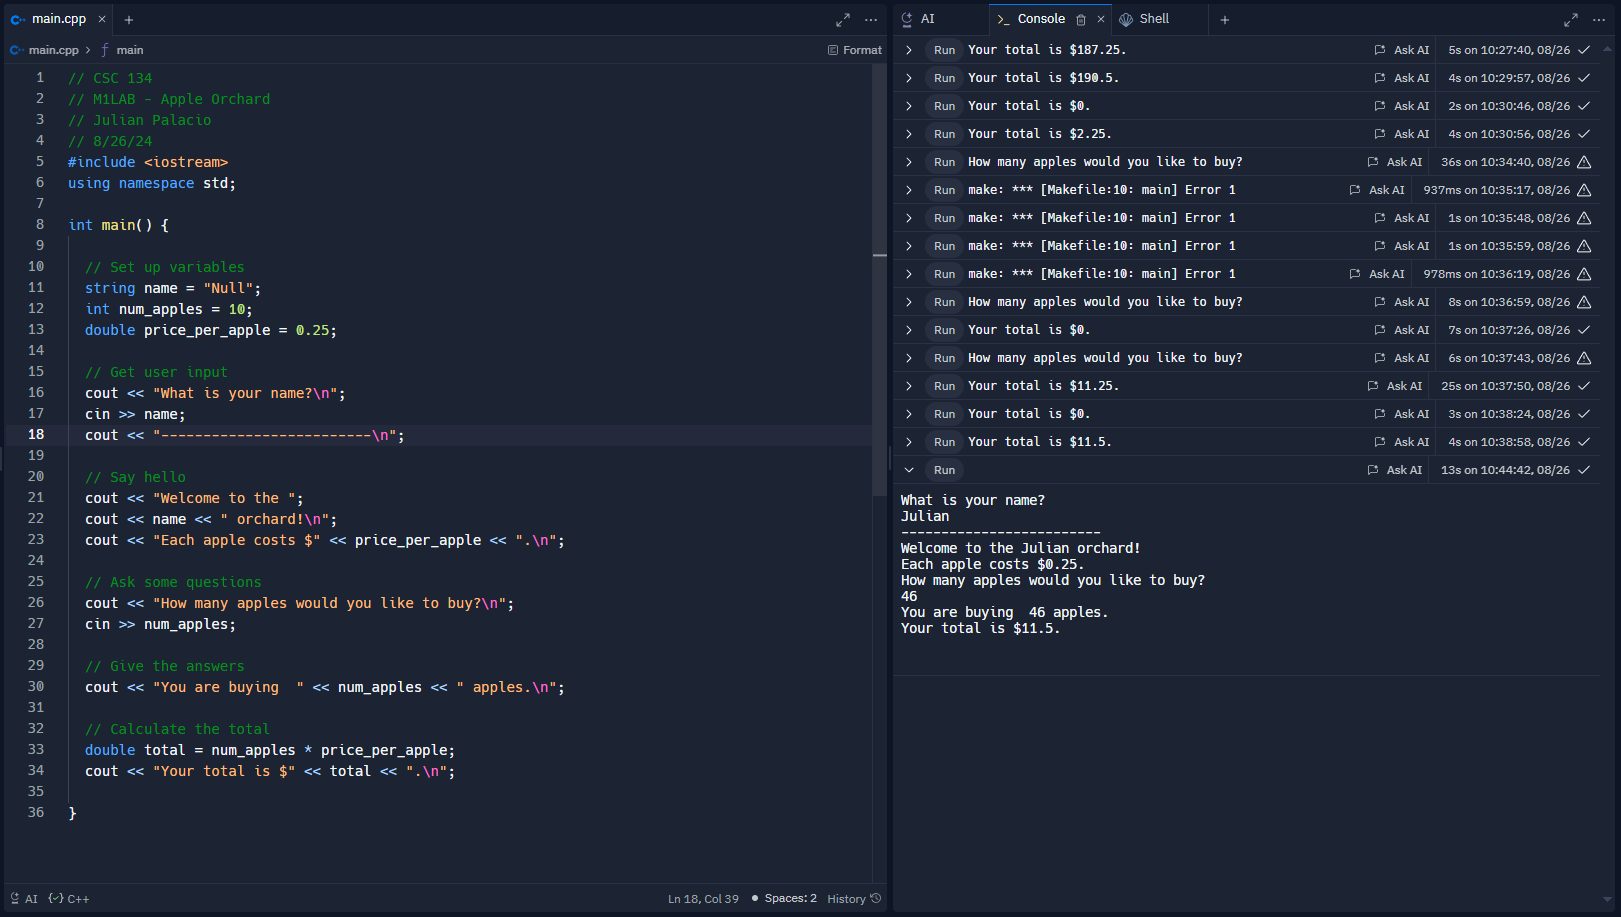 main.cpp
main.cpp > main
Format
1 // CSC 134
2 // M1LAB - Apple Orchard
3 // Julian Palacio
4 // 8/26/24
5 #include <iostream>
6 using namespace std;
7
8 int main() {
9
10 // Set up variables
11 string name = "Null";
12 int num_apples = 10;
13 double price_per_apple = 0.25;
14
15 // Get user input
16 cout << "What is your name?\n";
17 cin >> name;
18 cout << "-------------------------\n";
19
20 // Say hello
21 cout << "Welcome to the ";
22 cout << name << " orchard!\n";
23 cout << "Each apple costs $" << price_per_apple << ".\n";
24
25 // Ask some questions
26 cout << "How many apples would you like to buy?\n";
27 cin >> num_apples;
28
29 // Give the answers
30 cout << "You are buying  " << num_apples << " apples.\n";
31
32 // Calculate the total
33 double total = num_apples * price_per_apple;
34 cout << "Your total is $" << total << ".\n";
35
36 }
AI C++ Ln 18, Col 39 Spaces: 2 History
AI Console Shell
Run Your total is $187.25. Ask AI 5s on 10:27:40, 08/26
Run Your total is $190.5. Ask AI 4s on 10:29:57, 08/26
Run Your total is $0. Ask AI 2s on 10:30:46, 08/26
Run Your total is $2.25. Ask AI 4s on 10:30:56, 08/26
Run How many apples would you like to buy? Ask AI 36s on 10:34:40, 08/26
Run make: *** [Makefile:10: main] Error 1 Ask AI 937ms on 10:35:17, 08/26
Run make: *** [Makefile:10: main] Error 1 Ask AI 1s on 10:35:48, 08/26
Run make: *** [Makefile:10: main] Error 1 Ask AI 1s on 10:35:59, 08/26
Run make: *** [Makefile:10: main] Error 1 Ask AI 978ms on 10:36:19, 08/26
Run How many apples would you like to buy? Ask AI 8s on 10:36:59, 08/26
Run Your total is $0. Ask AI 7s on 10:37:26, 08/26
Run How many apples would you like to buy? Ask AI 6s on 10:37:43, 08/26
Run Your total is $11.25. Ask AI 25s on 10:37:50, 08/26
Run Your total is $0. Ask AI 3s on 10:38:24, 08/26
Run Your total is $11.5. Ask AI 4s on 10:38:58, 08/26
Run Ask AI 13s on 10:44:42, 08/26
What is your name?
Julian
-------------------------
Welcome to the Julian orchard!
Each apple costs $0.25.
How many apples would you like to buy?
46
You are buying  46 apples.
Your total is $11.5.